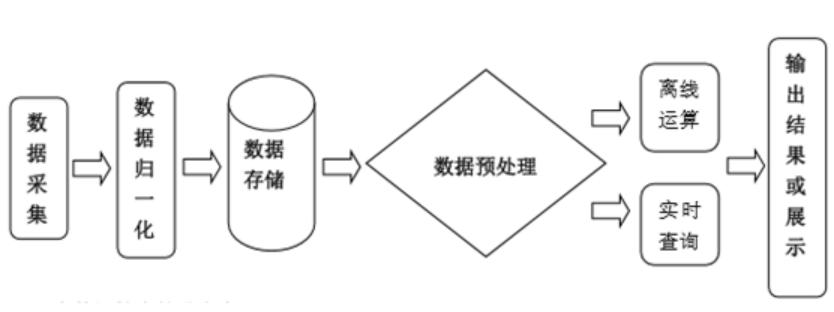 数据采集
数据归一化
数据
存储
数据预处理
离线
运算
实时
查询
输出结果或展示